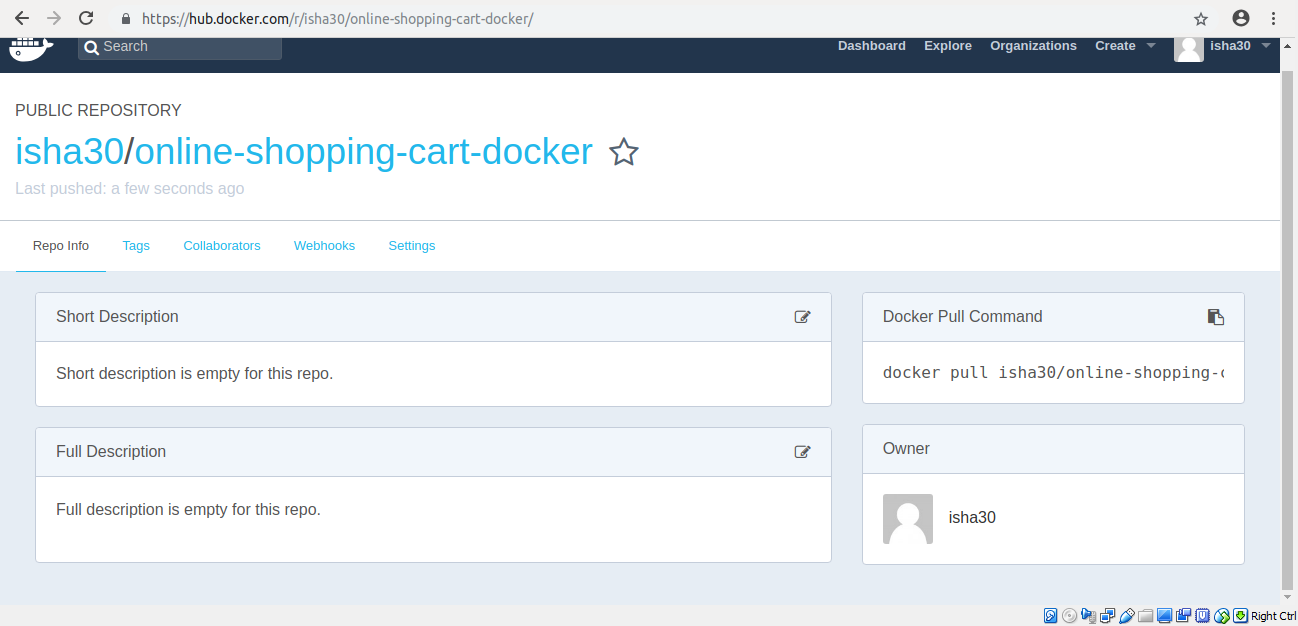 https://hub.docker.com/r/isha30/online-shopping-cart-docker/
Search
Dashboard Explore Organizations Create isha30
PUBLIC REPOSITORY
isha30/online-shopping-cart-docker
Last pushed: a few seconds ago
Repo Info Tags Collaborators Webhooks Settings
Short Description
Short description is empty for this repo.
Full Description
Full description is empty for this repo.
Docker Pull Command
docker pull isha30/online-shopping-
Owner
isha30
Right Ctrl